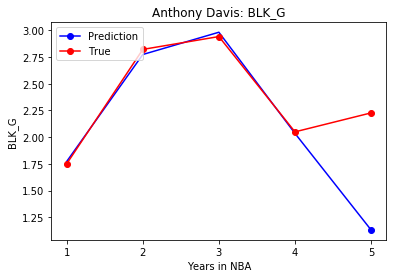 Anthony Davis: BLK_G
Prediction
True
BLK_G
3.00
2.75
2.50
2.25
2.00
1.75
1.50
1.25
1
2
3
4
5
Years in NBA